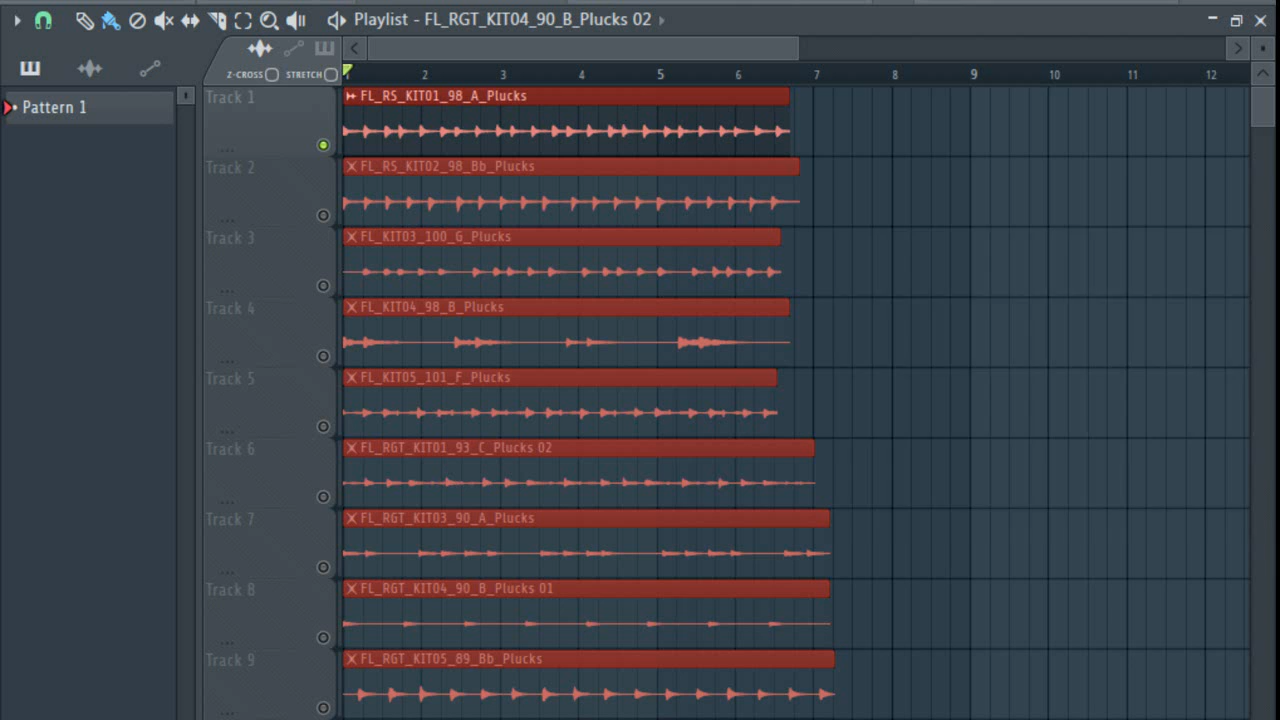 Playlist - FL_RGT_KIT04_90_B_Plucks 02
Z-CROSS STRETCH
2 3 4 5 6 7 8 9 10 11 12
Pattern 1
Track 1
FL_RS_KIT01_98_A_Plucks
Track 2
FL_RS_KIT02_98_Bb_Plucks
Track 3
FL_KIT03_100_G_Plucks
Track 4
FL_KIT04_98_B_Plucks
Track 5
FL_KIT05_101_F_Plucks
Track 6
FL_RGT_KIT01_93_C_Plucks 02
Track 7
FL_RGT_KIT03_90_A_Plucks
Track 8
FL_RGT_KIT04_90_B_Plucks 01
Track 9
FL_RGT_KIT05_89_Bb_Plucks